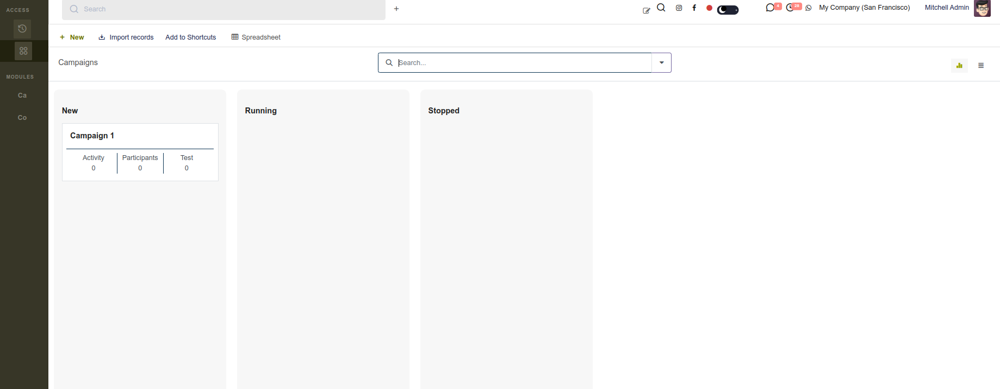 ACCESS
Search
4
28
My Company (San Francisco)
Mitchell Admin
New
Import records
Add to Shortcuts
Spreadsheet
Campaigns
Search...
MODULES
Ca
Co
New
Running
Stopped
Campaign 1
Activity
Participants
Test
0
0
0